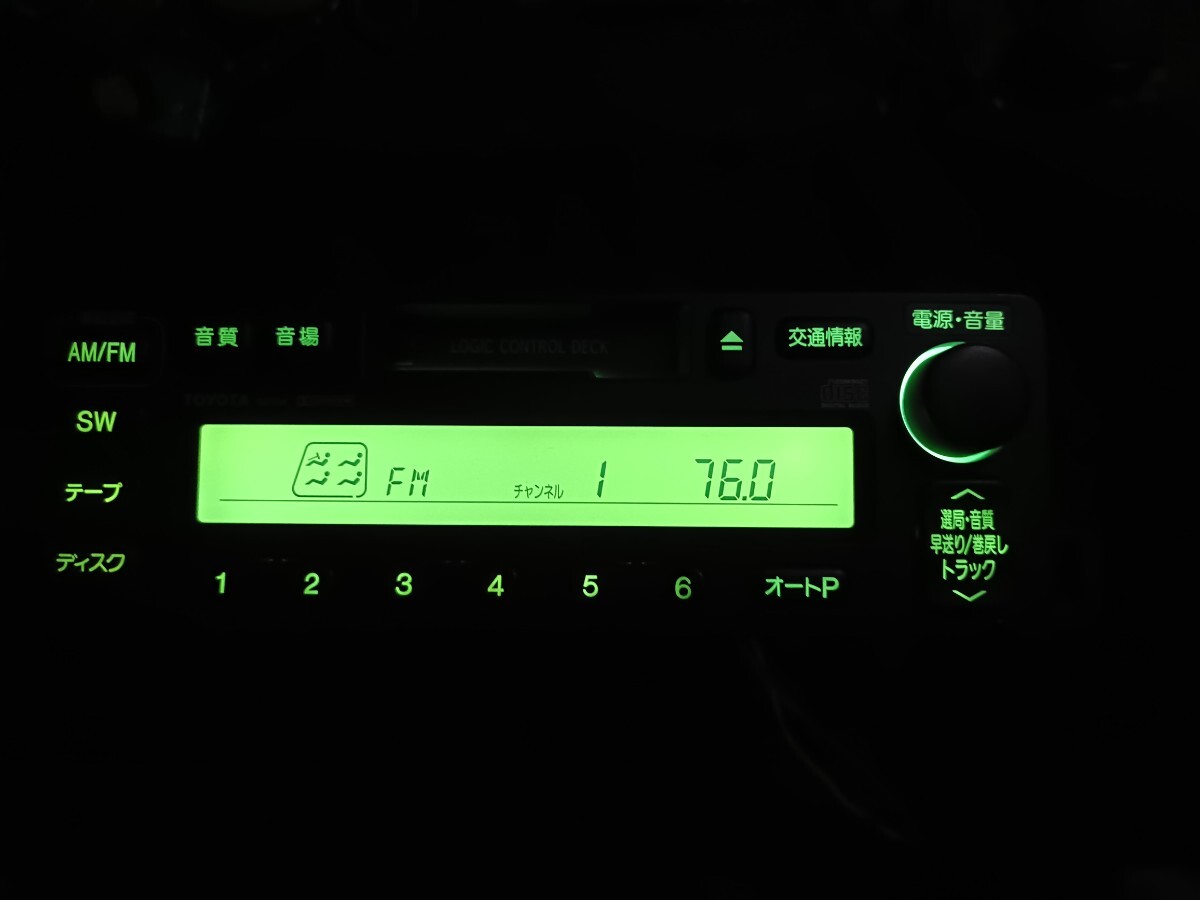 電源・音量
音質 音場
交通情報
LOGIC CONTROL DECK
AM/FM
TOYOTA
SW
FM チャンネル 1 76.0
テープ
選局・音質
早送り/巻戻し
トラック
ディスク
1 2 3 4 5 6 オートP